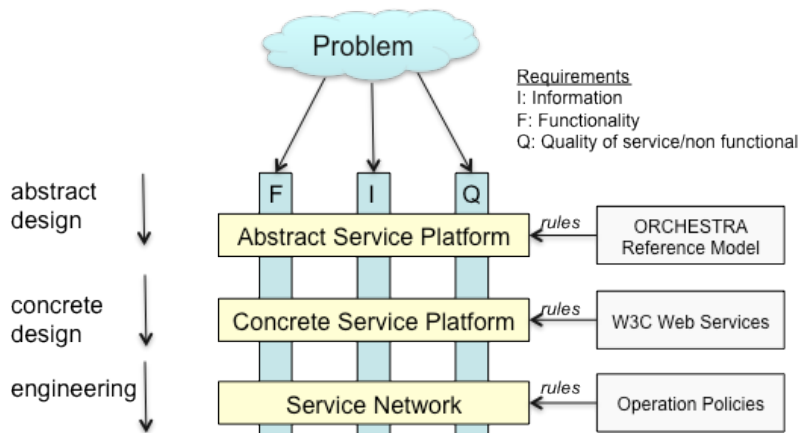 Problem
Requirements
I: Information
F: Functionality
Q: Quality of service/non functional
abstract
design
F
I
Q
Abstract Service Platform
rules
ORCHESTRA
Reference Model
concrete
design
Concrete Service Platform
rules
W3C Web Services
engineering
Service Network
rules
Operation Policies